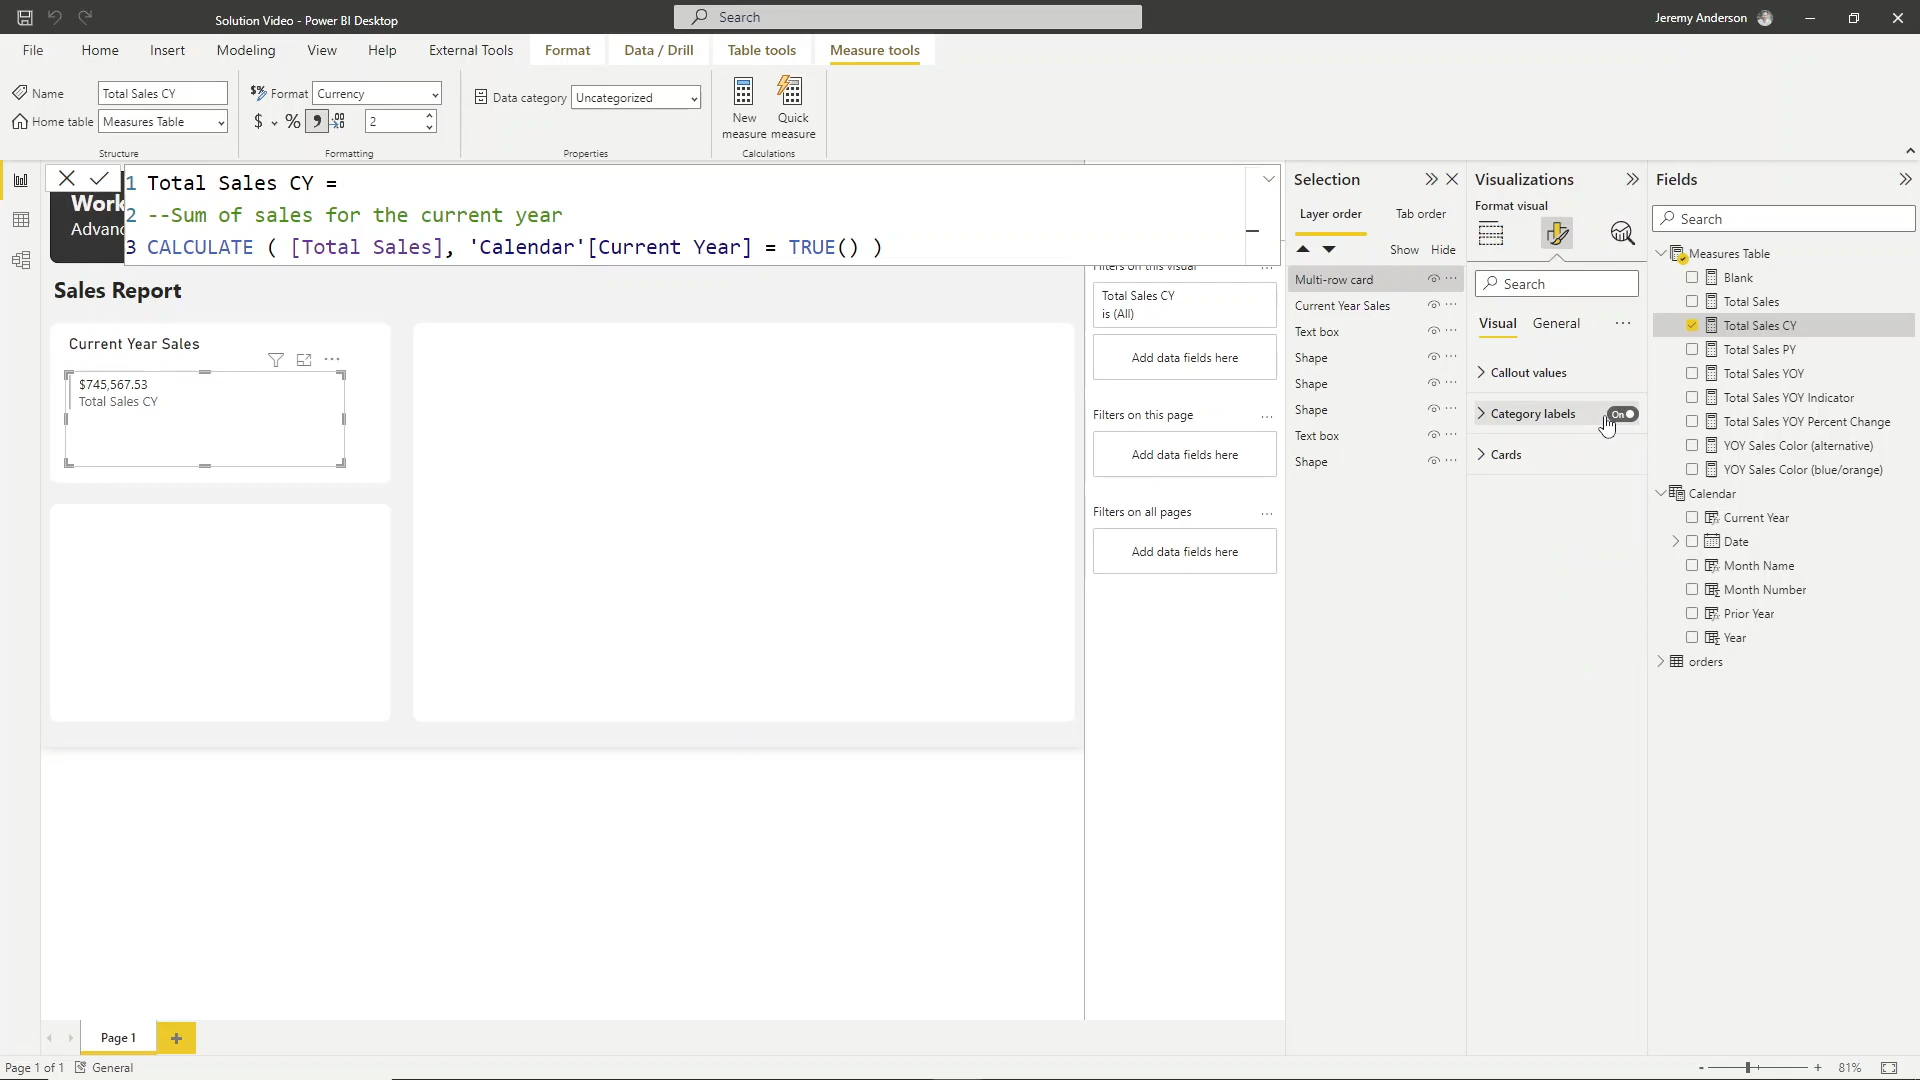 Solution Video - Power BI Desktop
Search
Jeremy Anderson
File Home Insert Modeling View Help External Tools Format Data / Drill Table tools Measure tools
Name Total Sales CY
Home table Measures Table
Structure
Format Currency
$ % , 2
Formatting
Data category Uncategorized
Properties
New measure
Quick measure
Calculations
Work
Advanc
1 Total Sales CY =
2 --Sum of sales for the current year
3 CALCULATE ( [Total Sales], 'Calendar'[Current Year] = TRUE() )
Sales Report
Current Year Sales
$745,567.53
Total Sales CY
Filters on this visual
Total Sales CY
is (All)
Add data fields here
Filters on this page
Add data fields here
Filters on all pages
Add data fields here
Selection
Layer order Tab order
Show Hide
Multi-row card
Current Year Sales
Text box
Shape
Shape
Shape
Text box
Shape
Visualizations
Format visual
Search
Visual General
Callout values
Category labels On
Cards
Fields
Search
Measures Table
Blank
Total Sales
Total Sales CY
Total Sales PY
Total Sales YOY
Total Sales YOY Indicator
Total Sales YOY Percent Change
YOY Sales Color (alternative)
YOY Sales Color (blue/orange)
Calendar
Current Year
Date
Month Name
Month Number
Prior Year
Year
orders
Page 1
Page 1 of 1 General
- + 81%